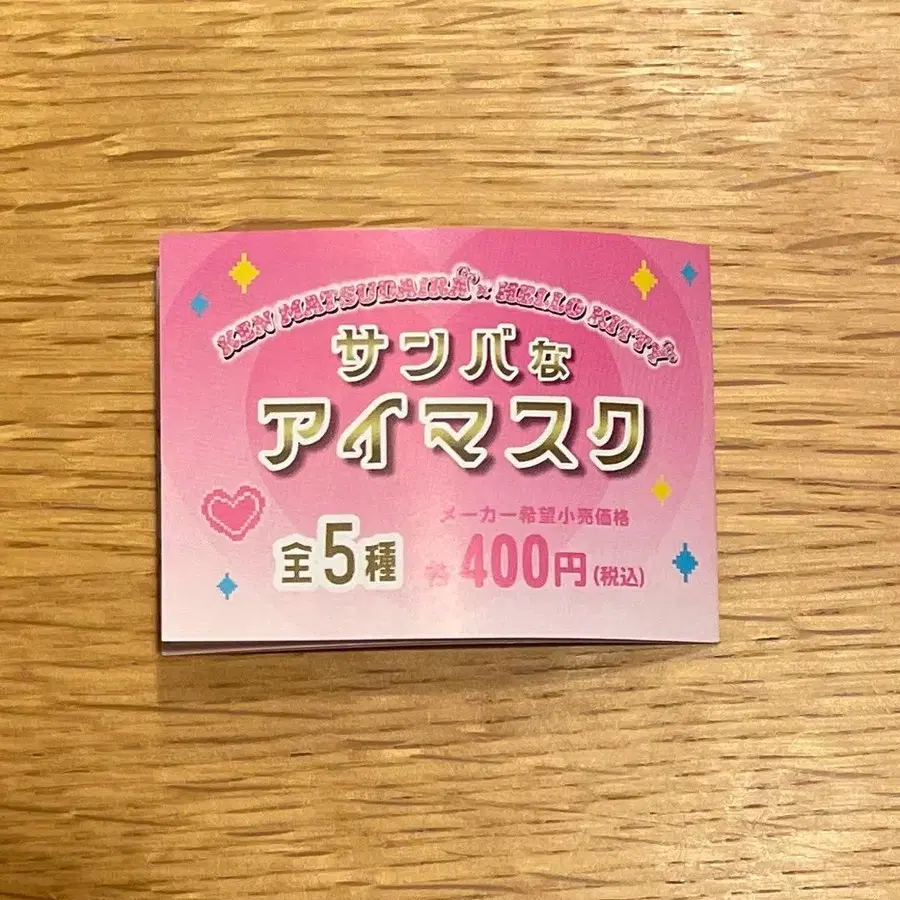 KEN MATSUDAIRA × HELLO KITTY
サンバな
アイマスク
全5種
メーカー希望小売価格
各400円(税込)